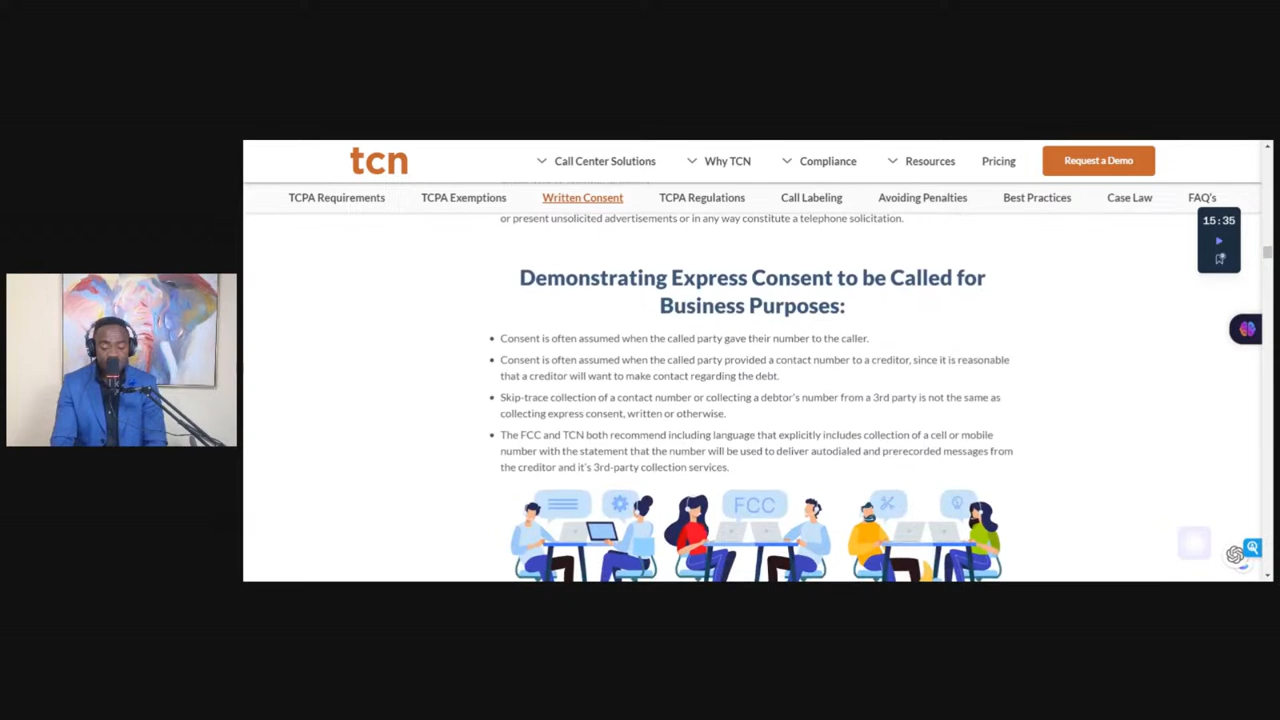 tcn
Call Center Solutions
Why TCN
Compliance
Resources
Pricing
Request a Demo
TCPA Requirements
TCPA Exemptions
Written Consent
TCPA Regulations
Call Labeling
Avoiding Penalties
Best Practices
Case Law
FAQ's
or present unsolicited advertisements or in any way constitute a telephone solicitation.
15:35
Demonstrating Express Consent to be Called for
Business Purposes:
• Consent is often assumed when the called party gave their number to the caller.
• Consent is often assumed when the called party provided a contact number to a creditor, since it is reasonable
that a creditor will want to make contact regarding the debt.
• Skip-trace collection of a contact number or collecting a debtor's number from a 3rd party is not the same as
collecting express consent, written or otherwise.
• The FCC and TCN both recommend including language that explicitly includes collection of a cell or mobile
number with the statement that the number will be used to deliver autodialed and prerecorded messages from
the creditor and it's 3rd-party collection services.
FCC